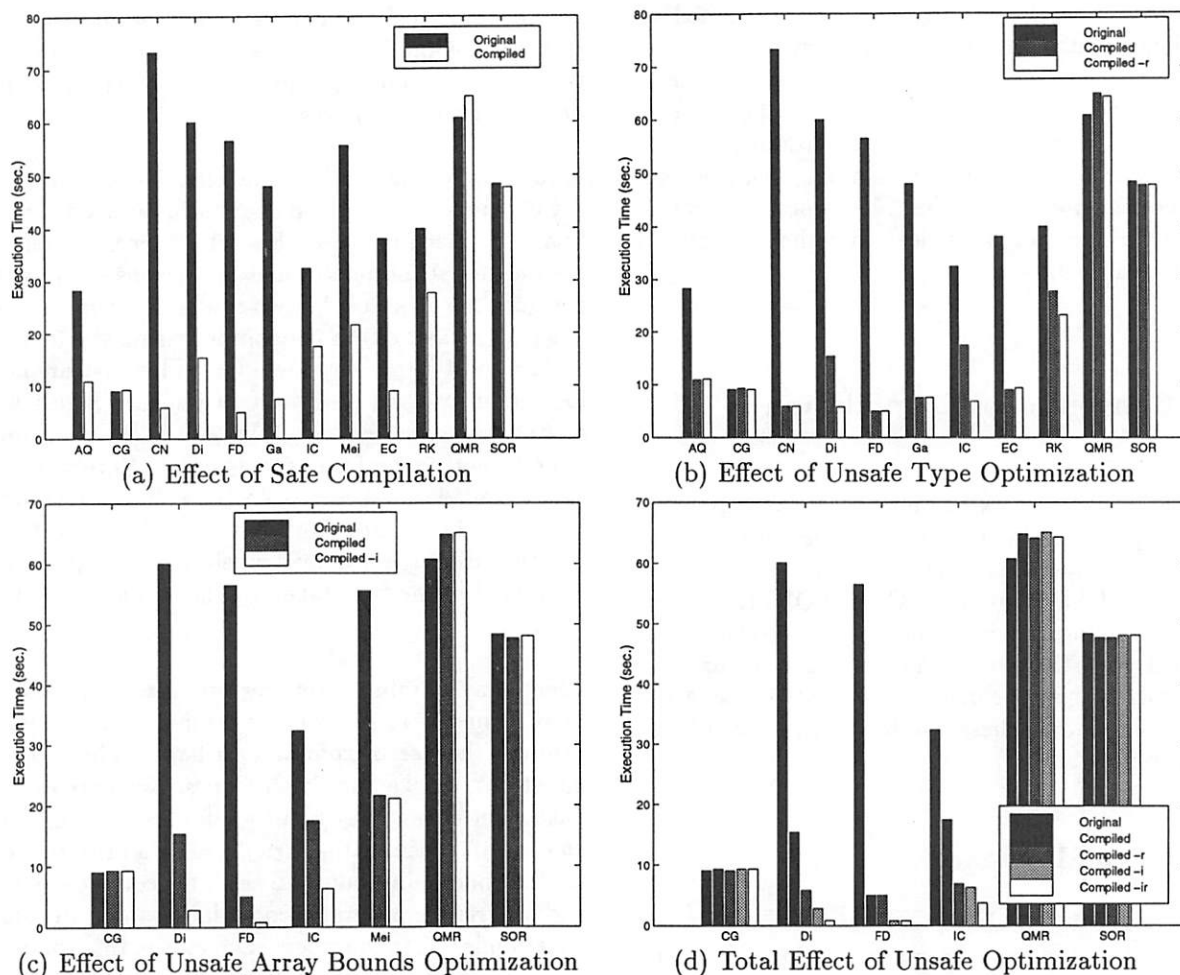 Original
Compiled
Execution Time (sec.)
80
70
60
50
40
30
20
10
0
AQ CG CN Di FD Ga IC Mei EC RK QMR SOR
(a) Effect of Safe Compilation
Original
Compiled
Compiled -r
Execution Time (sec.)
80
70
60
50
40
30
20
10
0
AQ CG CN Di FD Ga IC EC RK QMR SOR
(b) Effect of Unsafe Type Optimization
Original
Compiled
Compiled -i
Execution Time (sec.)
70
60
50
40
30
20
10
0
CG Di FD IC Mei QMR SOR
(c) Effect of Unsafe Array Bounds Optimization
Execution Time (sec.)
70
60
50
40
30
20
10
0
Original
Compiled
Compiled -r
Compiled -i
Compiled -ir
CG Di FD IC QMR SOR
(d) Total Effect of Unsafe Optimization